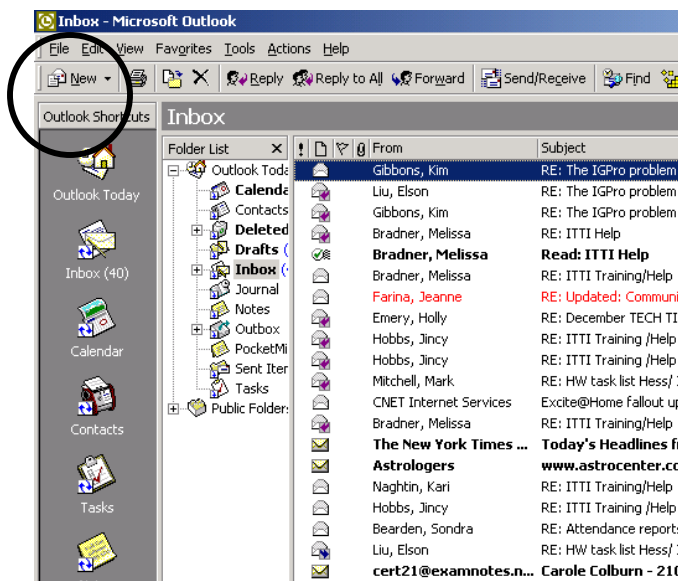 Inbox - Microsoft Outlook
File Edit View Favorites Tools Actions Help
New Reply Reply to All Forward Send/Receive Find
Outlook Shortcuts
Inbox
Folder List X
! From Subject
Outlook Today
Inbox (40)
Calendar
Contacts
Tasks
Outlook Toda
Calenda
Contacts
Deleted
Drafts (
Inbox (
Journal
Notes
Outbox
PocketMi
Sent Iter
Tasks
Public Folder:
Gibbons, Kim RE: The IGPro problem
Liu, Elson RE: The IGPro problem
Gibbons, Kim RE: The IGPro problem
Bradner, Melissa RE: ITTI Help
Bradner, Melissa Read: ITTI Help
Bradner, Melissa RE: ITTI Training/Help
Farina, Jeanne RE: Updated: Communi
Emery, Holly RE: December TECH TI
Hobbs, Jincy RE: ITTI Training /Help
Hobbs, Jincy RE: ITTI Training /Help
Mitchell, Mark RE: HW task list Hess/
CNET Internet Services Excite@Home fallout up
Bradner, Melissa RE: ITTI Training/Help
The New York Times ... Today's Headlines f
Astrologers www.astrocenter.co
Naghtin, Kari RE: ITTI Training/Help
Hobbs, Jincy RE: ITTI Training /Help
Bearden, Sondra RE: Attendance reports
Liu, Elson RE: HW task list Hess/
cert21@examnotes.n... Carole Colburn - 210